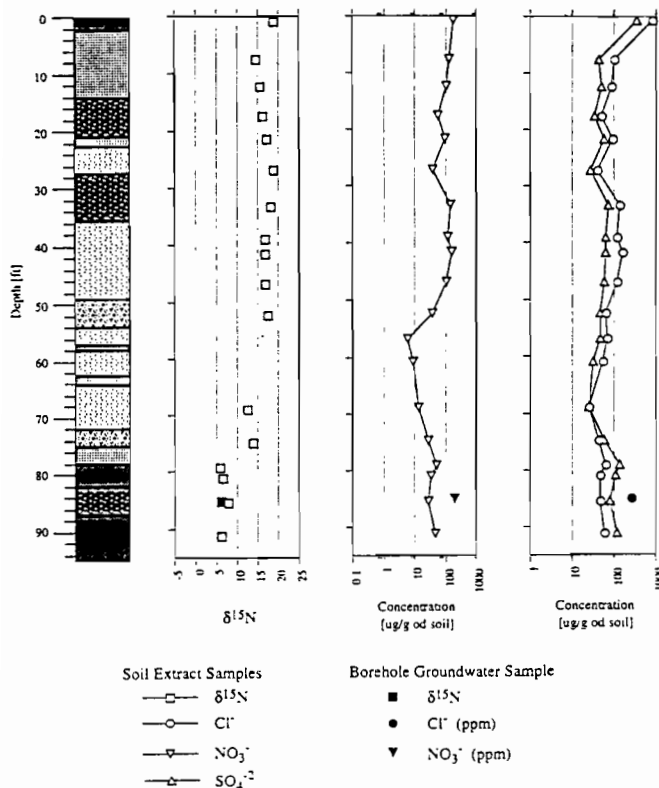 0
10
20
30
40
50
60
70
80
90
Depth [ft]
-5 0 5 10 15 20 25
δ15N
0 1 10 100 1000
Concentration
[ug/g od soil]
1 10 100 1000
Concentration
[ug/g od soil]
Soil Extract Samples
δ15N
Cl-
NO3-
SO4-2
Borehole Groundwater Sample
δ15N
Cl- (ppm)
NO3- (ppm)